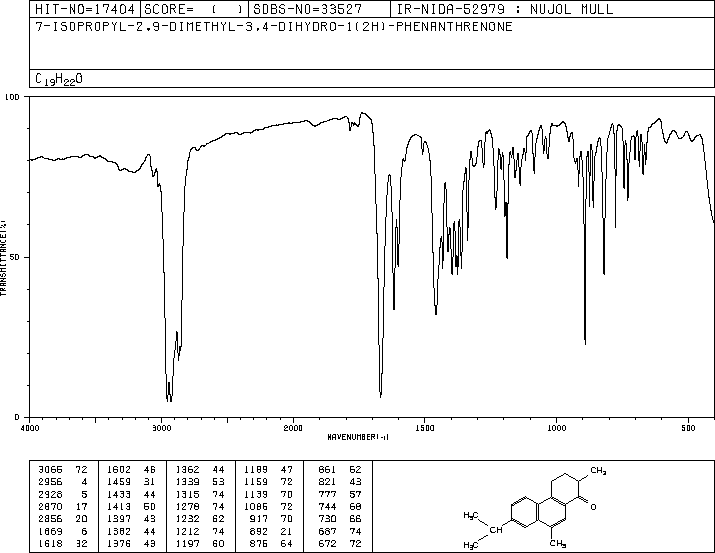 HIT-NO=17404 SCORE= ( ) SDBS-NO=33527 IR-NIDA-52979 : NUJOL MULL
7-ISOPROPYL-2,9-DIMETHYL-3,4-DIHYDRO-1(2H)-PHENANTHRENONE
C19H22O
100
50
0
TRANSMITTANCE(%)
4000 3000 2000 1500 1000 500
WAVENUMBER(-1)
3065 72 1602 46 1362 44 1189 47 861 62
2956 4 1459 31 1339 53 1159 72 821 43
2928 5 1433 44 1315 74 1139 70 777 57
2870 17 1413 50 1278 74 1086 72 744 68
2856 20 1397 43 1232 62 917 70 730 66
1669 6 1382 44 1212 74 892 21 687 74
1618 32 1376 43 1197 60 876 64 672 72
CH3
O
H3C
CH
H3C
CH3